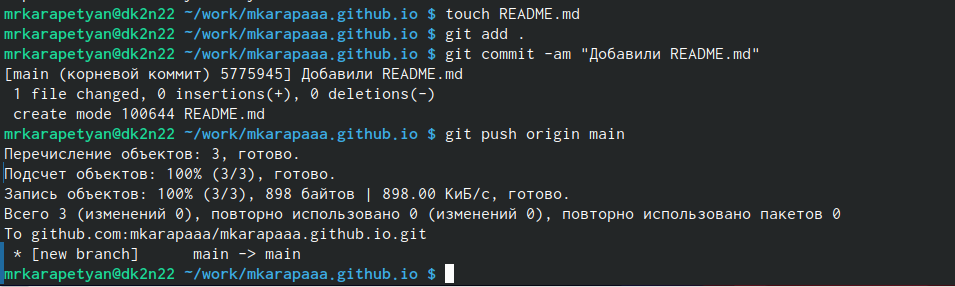 mrkarapetyan@dk2n22 ~/work/mkarapaaa.github.io $ touch README.md
mrkarapetyan@dk2n22 ~/work/mkarapaaa.github.io $ git add .
mrkarapetyan@dk2n22 ~/work/mkarapaaa.github.io $ git commit -am "Добавили README.md"
[main (корневой коммит) 5775945] Добавили README.md
 1 file changed, 0 insertions(+), 0 deletions(-)
 create mode 100644 README.md
mrkarapetyan@dk2n22 ~/work/mkarapaaa.github.io $ git push origin main
Перечисление объектов: 3, готово.
Подсчет объектов: 100% (3/3), готово.
Запись объектов: 100% (3/3), 898 байтов | 898.00 КиБ/с, готово.
Всего 3 (изменений 0), повторно использовано 0 (изменений 0), повторно использовано пакетов 0
To github.com:mkarapaaa/mkarapaaa.github.io.git
 * [new branch]      main -> main
mrkarapetyan@dk2n22 ~/work/mkarapaaa.github.io $